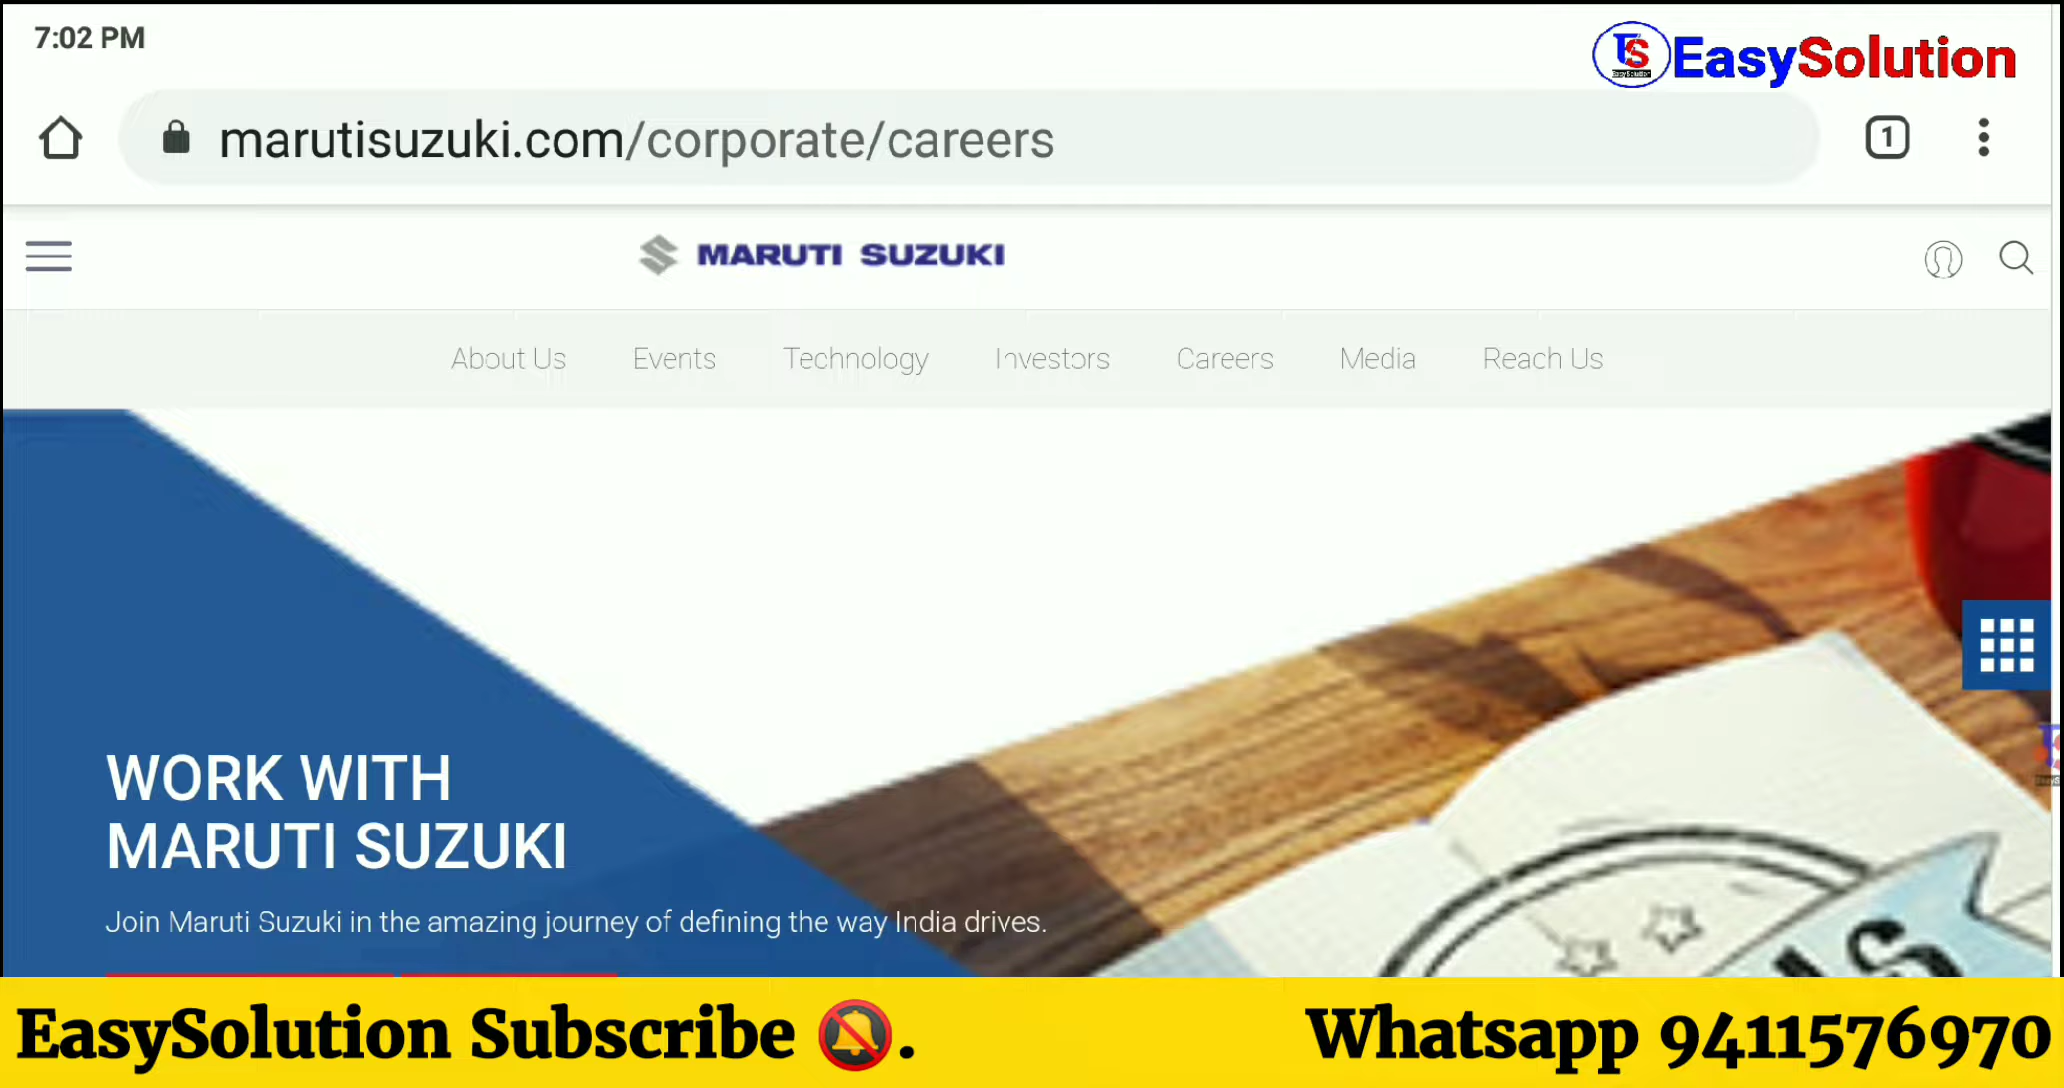 7:02 PM
EasySolution
marutisuzuki.com/corporate/careers
1
MARUTI SUZUKI
About Us Events Technology Investors Careers Media Reach Us
WORK WITH
MARUTI SUZUKI
Join Maruti Suzuki in the amazing journey of defining the way India drives.
EasySolution Subscribe 🔕. Whatsapp 9411576970